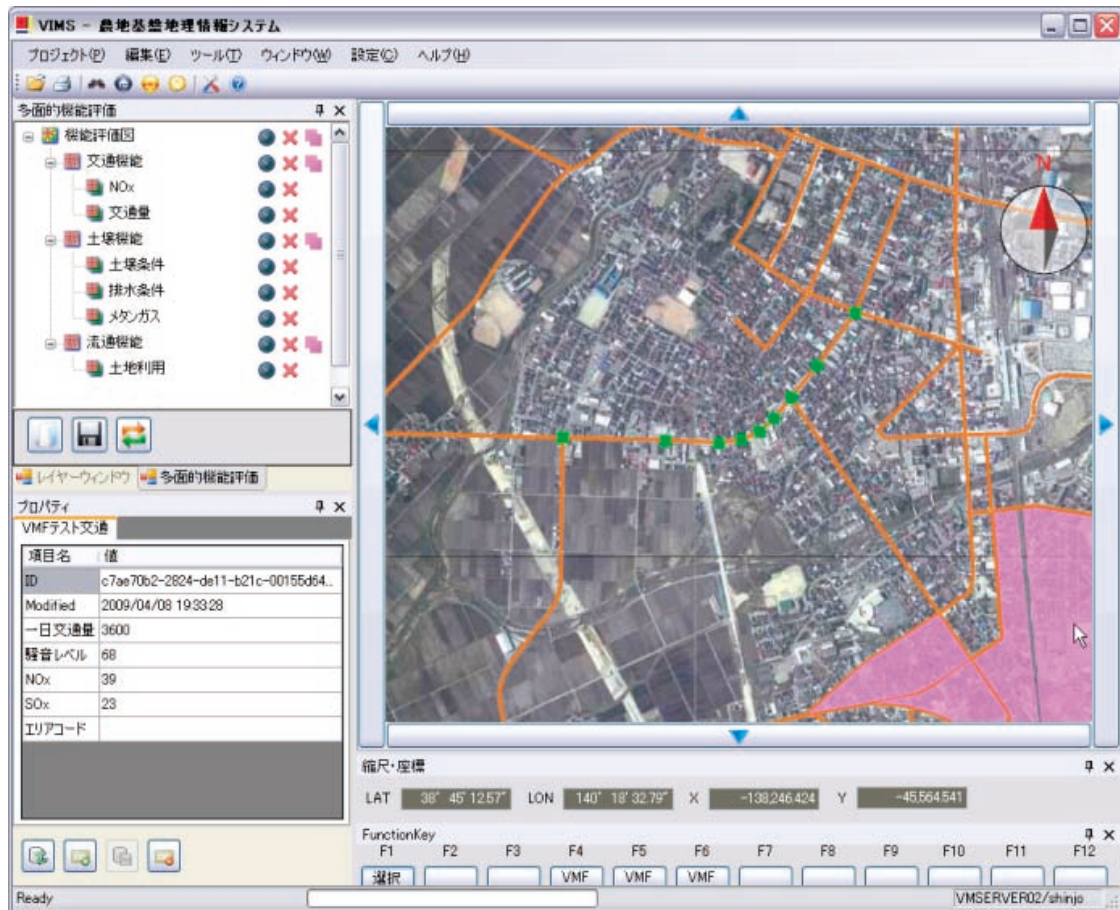 VIMS - 農地基盤地理情報システム
プロジェクト(P) 編集(E) ツール(T) ウィンドウ(W) 設定(C) ヘルプ(H)
多面的機能評価
機能評価図
交通機能
NOx
交通量
土壌機能
土壌条件
排水条件
メタンガス
流通機能
土地利用
レイヤーウィンドウ 多面的機能評価
プロパティ
VMFテスト交通
項目名 値
ID c7ae70b2-2824-de11-b21c-00155d64...
Modified 2009/04/08 19:33:28
一日交通量 3600
騒音レベル 68
NOx 39
SOx 23
エリアコード
N
縮尺・座標
LAT 38° 45' 12.57" LON 140° 18' 32.79" X -138,246.424 Y -45,564.541
FunctionKey
F1 F2 F3 F4 F5 F6 F7 F8 F9 F10 F11 F12
選択 VMF VMF VMF
Ready VMSERVER02/shinjo